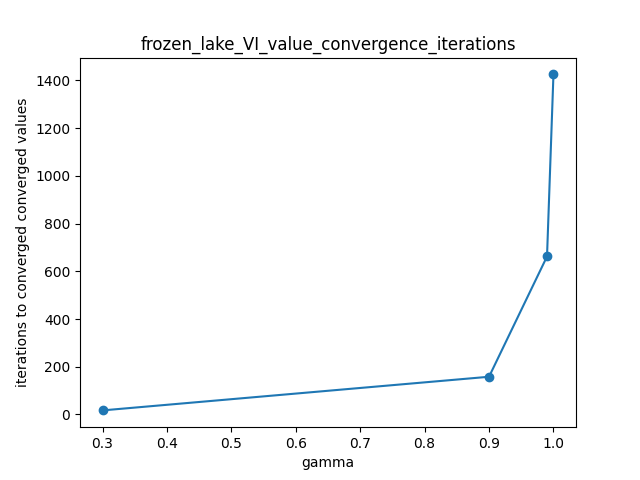 frozen_lake_VI_value_convergence_iterations
1400
1200
1000
800
600
400
200
0
icterations to converged converged values
0.3 0.4 0.5 0.6 0.7 0.8 0.9 1.0
gamma